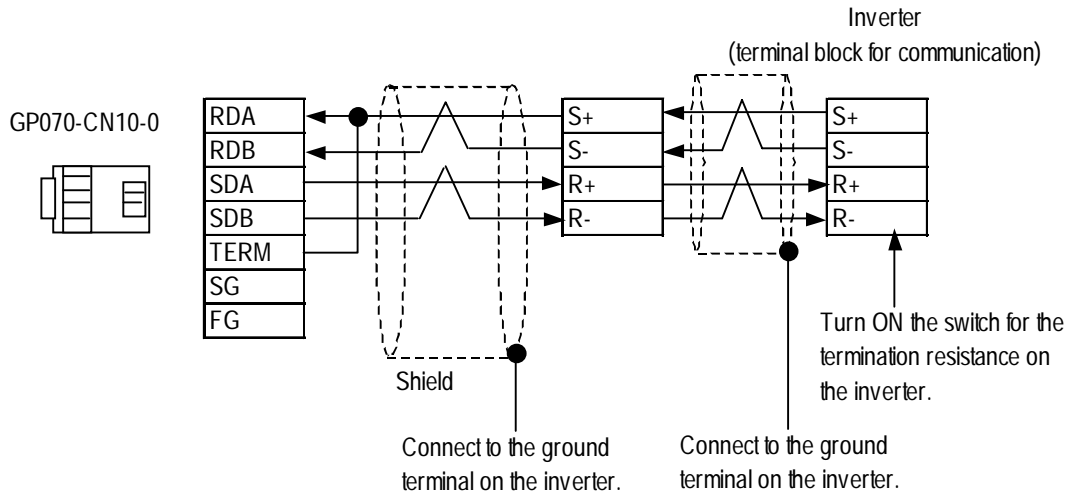 Inverter
(terminal block for communication)
GP070-CN10-0
RDA
RDB
SDA
SDB
TERM
SG
FG
S+
S-
R+
R-
S+
S-
R+
R-
Shield
Turn ON the switch for the
termination resistance on
the inverter.
Connect to the ground
terminal on the inverter.
Connect to the ground
terminal on the inverter.